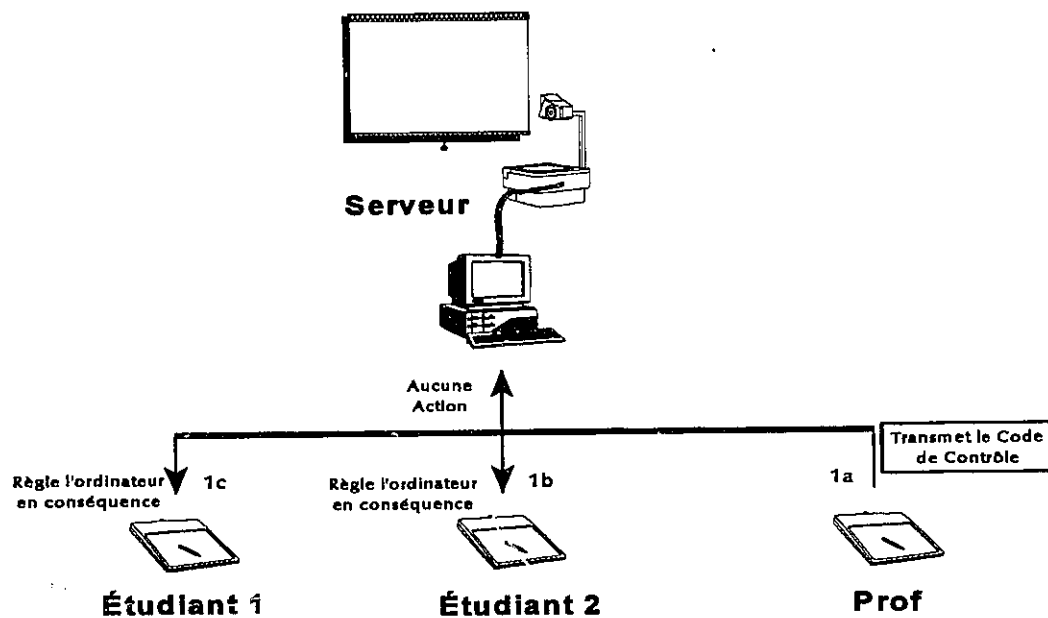 Serveur
Aucune
Action
Transmet le Code
de Contrôle
Règle l'ordinateur
en conséquence
1c
Règle l'ordinateur
en conséquence
1b
1a
Étudiant 1
Étudiant 2
Prof